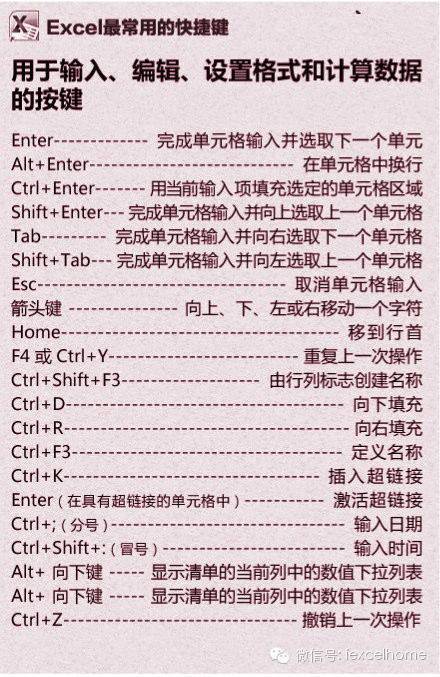 Excel最常用的快捷键
用于输入、编辑、设置格式和计算数据
的按键
Enter------------- 完成单元格输入并选取下一个单元
Alt+Enter---------------------------- 在单元格中换行
Ctrl+Enter------- 用当前输入项填充选定的单元格区域
Shift+Enter--- 完成单元格输入并向上选取上一个单元格
Tab--------- 完成单元格输入并向右选取下一个单元格
Shift+Tab--- 完成单元格输入并向左选取上一个单元格
Esc---------------------------------- 取消单元格输入
箭头键 --------------- 向上、下、左或右移动一个字符
Home-------------------------------------- 移到行首
F4 或 Ctrl+Y-------------------------- 重复上一次操作
Ctrl+Shift+F3------------------- 由行列标志创建名称
Ctrl+D-------------------------------------- 向下填充
Ctrl+R--------------------------------------- 向右填充
Ctrl+F3------------------------------------- 定义名称
Ctrl+K----------------------------------- 插入超链接
Enter（在具有超链接的单元格中）----------- 激活超链接
Ctrl+;（分号）-------------------------------- 输入日期
Ctrl+Shift+:（冒号）------------------------- 输入时间
Alt+ 向下键 ----- 显示清单的当前列中的数值下拉列表
Alt+ 向下键 ----- 显示清单的当前列中的数值下拉列表
Ctrl+Z-------------------------------- 撤销上一次操作
微信号: iexcelhome